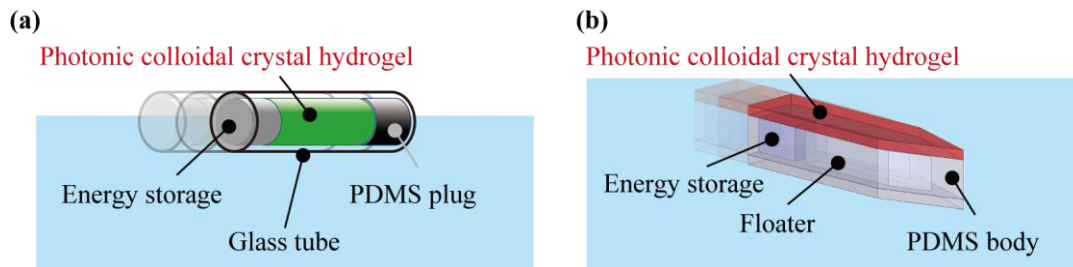 (a)
Photonic colloidal crystal hydrogel
Energy storage
PDMS plug
Glass tube
(b)
Photonic colloidal crystal hydrogel
Energy storage
Floater
PDMS body